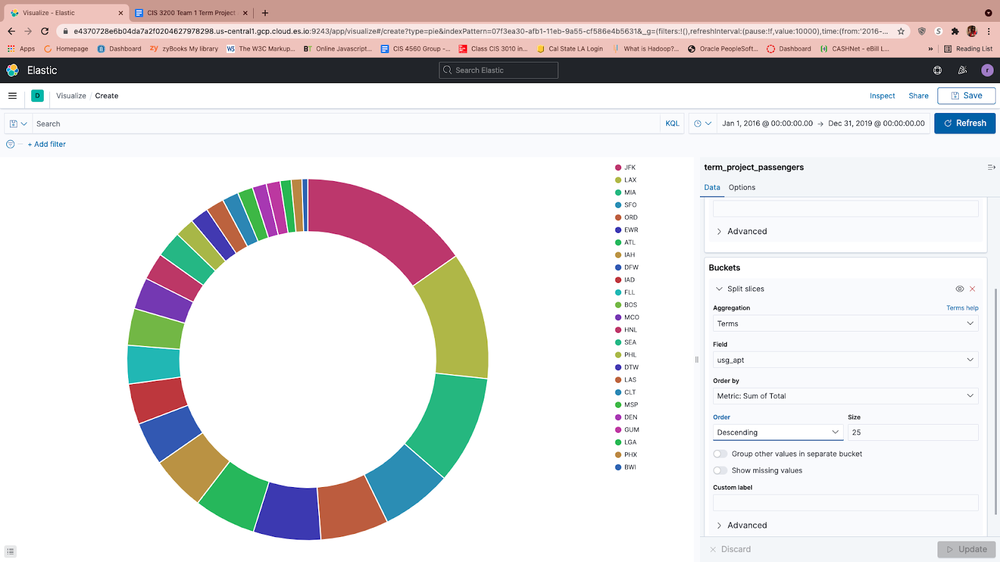 Visualize - Elastic
CIS 3200 Team 1 Term Project
e4370728e6b04da7a2f0204627978298.us-central1.gcp.cloud.es.io:9243/app/visualize#/create?type=pie&indexPattern=07f3ea30-afb1-11eb-9a55-cf586e4b5631&_g=(filters:!(),refreshInterval:(pause:!f,value:10000),time:(from:'2016-...
Apps Homepage Dashboard zyBooks My library The W3C Markup... Online Javascript... CIS 4560 Group -... Class CIS 3010 in... Cal State LA Login What is Hadoop?... Oracle PeopleSoft... Dashboard CASHNet - eBill L... » Reading List
Elastic
Search Elastic
r
D Visualize / Create
Inspect Share Save
Search
KQL
Jan 1, 2016 @ 00:00:00.00 → Dec 31, 2019 @ 00:00:00.00
Refresh
+ Add filter
JFK
LAX
MIA
SFO
ORD
EWR
ATL
IAH
DFW
IAD
FLL
BOS
MCO
HNL
SEA
PHL
DTW
LAS
CLT
MSP
DEN
GUM
LGA
PHX
BWI
term_project_passengers
Data Options
Advanced
Buckets
Split slices
Aggregation Terms help
Terms
Field
usg_apt
Order by
Metric: Sum of Total
Order Size
Descending 25
Group other values in separate bucket
Show missing values
Custom label
Advanced
Discard Update